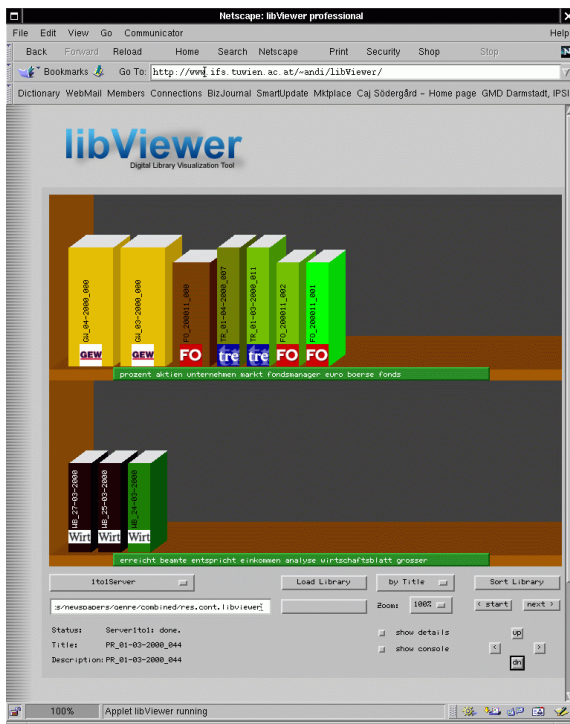 Netscape: libViewer professional
File Edit View Go Communicator Help
Back Forward Reload Home Search Netscape Print Security Shop Stop N
Bookmarks Go To: http://www.ifs.tuwien.ac.at/~andi/libViewer/
Dictionary WebMail Members Connections BizJournal SmartUpdate Mktplace Caj Södergård – Home page GMD Darmstadt, IPSI
libViewer
Digital Library Visualization Tool
GW_04-2000_000
GW_03-2000_000
FO_200011_000
TR_01-04-2000_007
TR_01-03-2000_011
FO_200011_002
FO_200011_001
GEW GEW FO tre tre FO FO
prozent aktien unternehmen markt fondsmanager euro boerse fonds
WB_27-03-2000
WB_25-03-2000
WB_24-03-2000
Wirt Wirt Wirt
erreicht beamte entspricht einkommen analyse wirtschaftsblatt grosser
1to1Server Load Library by Title Sort Library
:s/newspapers/genre/combined/res.cont.libviewer Zoom: 100% < start next >
Status: Server1to1: done. show details up
Title: PR_01-03-2000_044 show console < >
Description: PR_01-03-2000_044 dn
100% Applet libViewer running